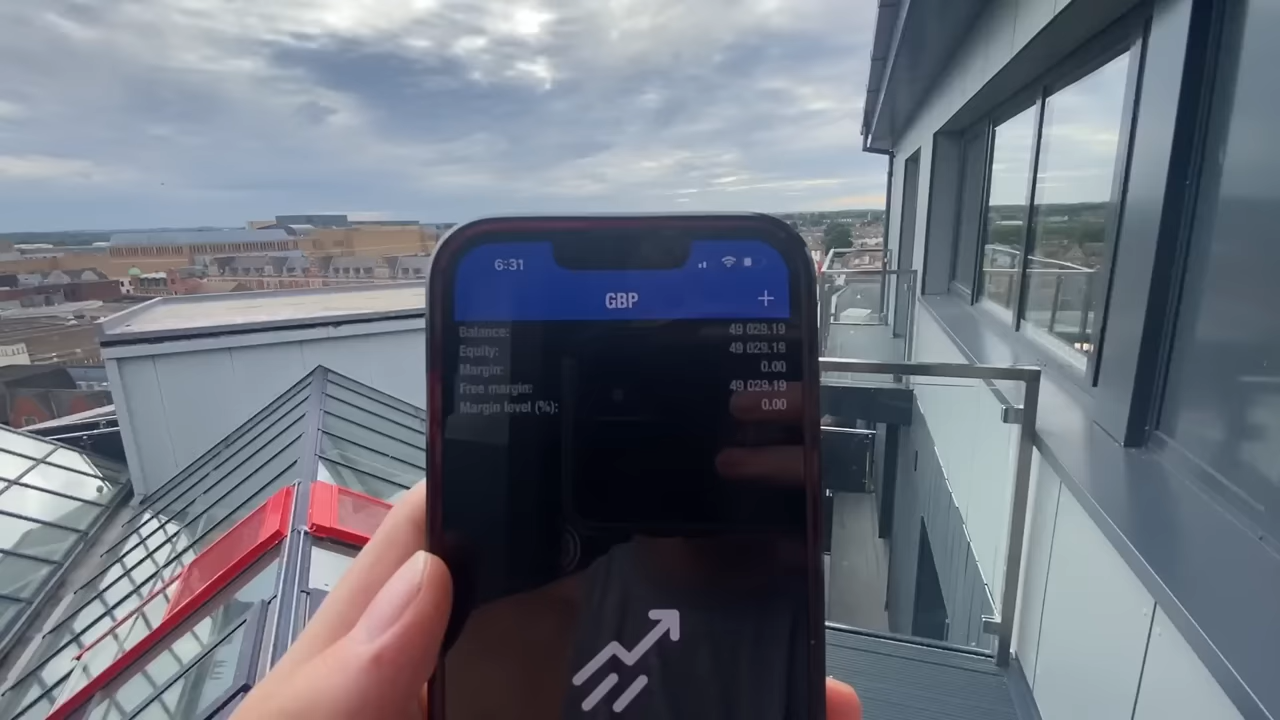 6:31
GBP +
Balance: 49 029.19
Equity: 49 029.19
Margin: 0.00
Free margin: 49 029.19
Margin level (%): 0.00